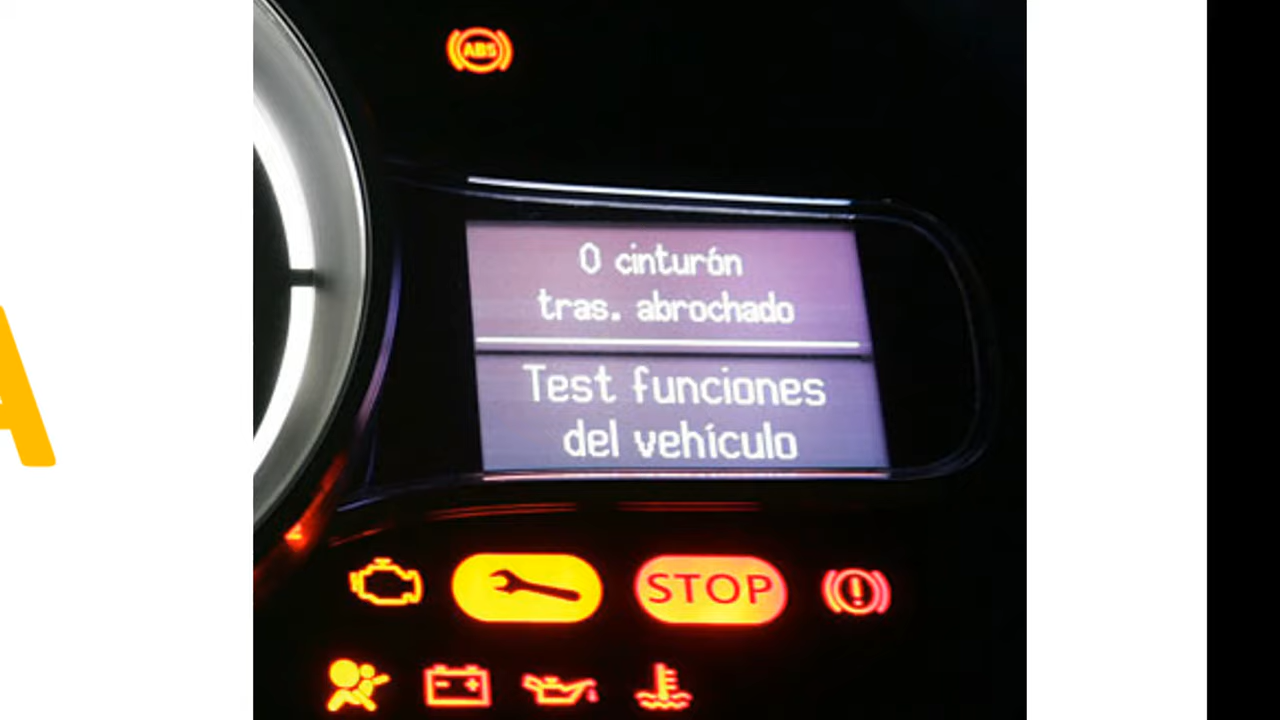 A
ABS
0 cinturón
tras. abrochado
Test funciones
del vehículo
STOP